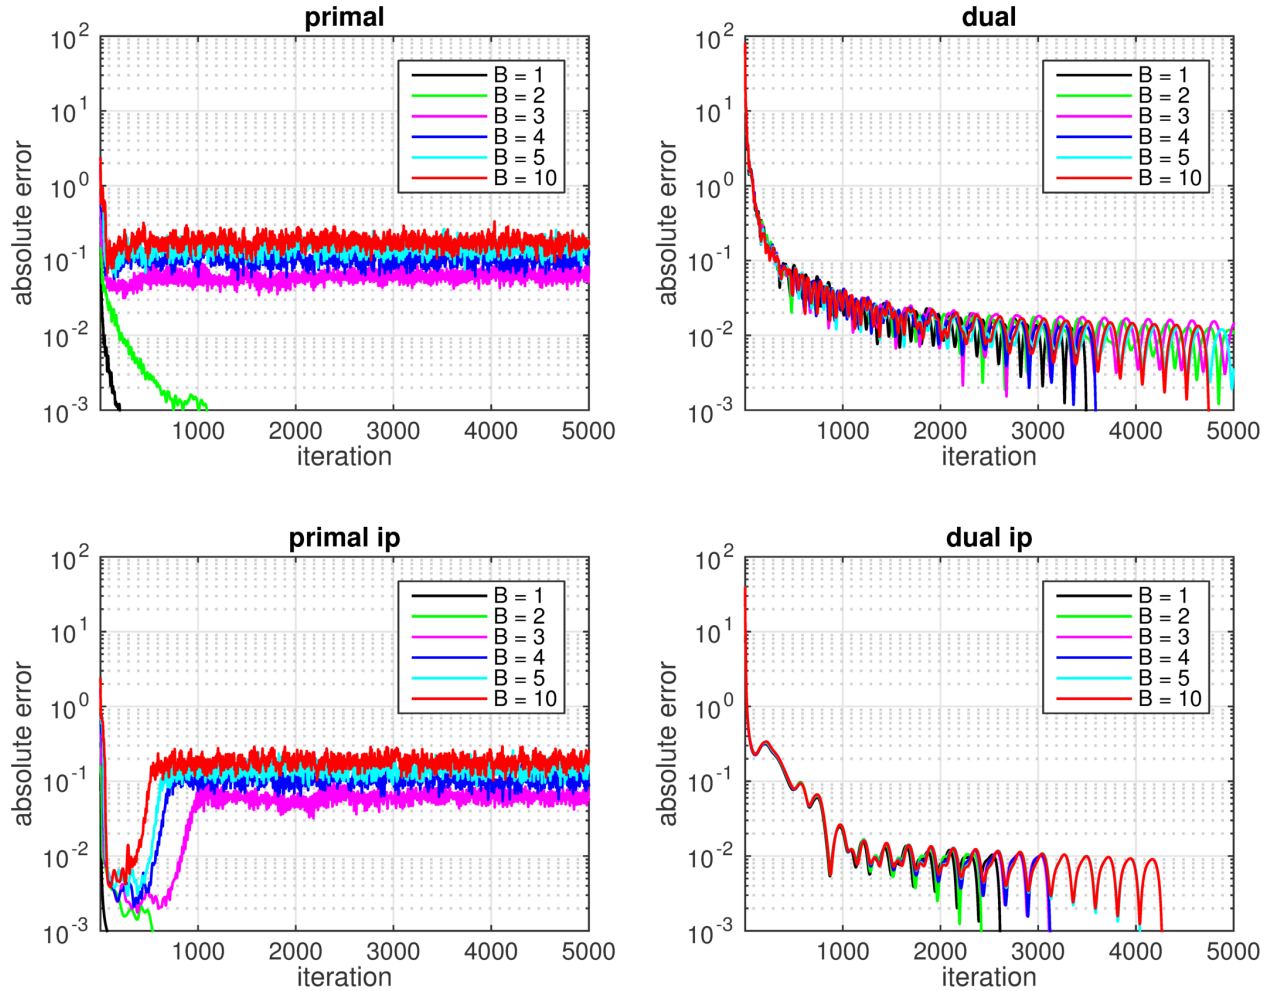 primal
absolute error
10^2
10^1
10^0
10^-1
10^-2
10^-3
B = 1
B = 2
B = 3
B = 4
B = 5
B = 10
1000 2000 3000 4000 5000
iteration
dual
absolute error
10^2
10^1
10^0
10^-1
10^-2
10^-3
B = 1
B = 2
B = 3
B = 4
B = 5
B = 10
1000 2000 3000 4000 5000
iteration
primal ip
absolute error
10^2
10^1
10^0
10^-1
10^-2
10^-3
B = 1
B = 2
B = 3
B = 4
B = 5
B = 10
1000 2000 3000 4000 5000
iteration
dual ip
absolute error
10^2
10^1
10^0
10^-1
10^-2
10^-3
B = 1
B = 2
B = 3
B = 4
B = 5
B = 10
1000 2000 3000 4000 5000
iteration